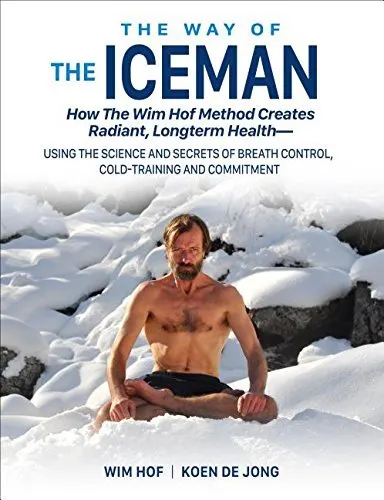 THE WAY OF
THE ICEMAN
How The Wim Hof Method Creates
Radiant, Longterm Health—
USING THE SCIENCE AND SECRETS OF BREATH CONTROL,
COLD-TRAINING AND COMMITMENT
WIM HOF | KOEN DE JONG